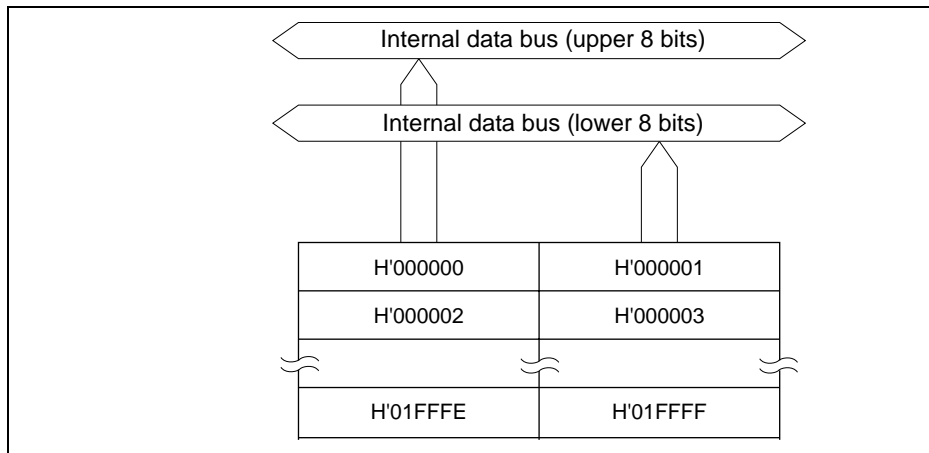 Internal data bus (upper 8 bits)
Internal data bus (lower 8 bits)
H'000000 H'000001
H'000002 H'000003
H'01FFFE H'01FFFF